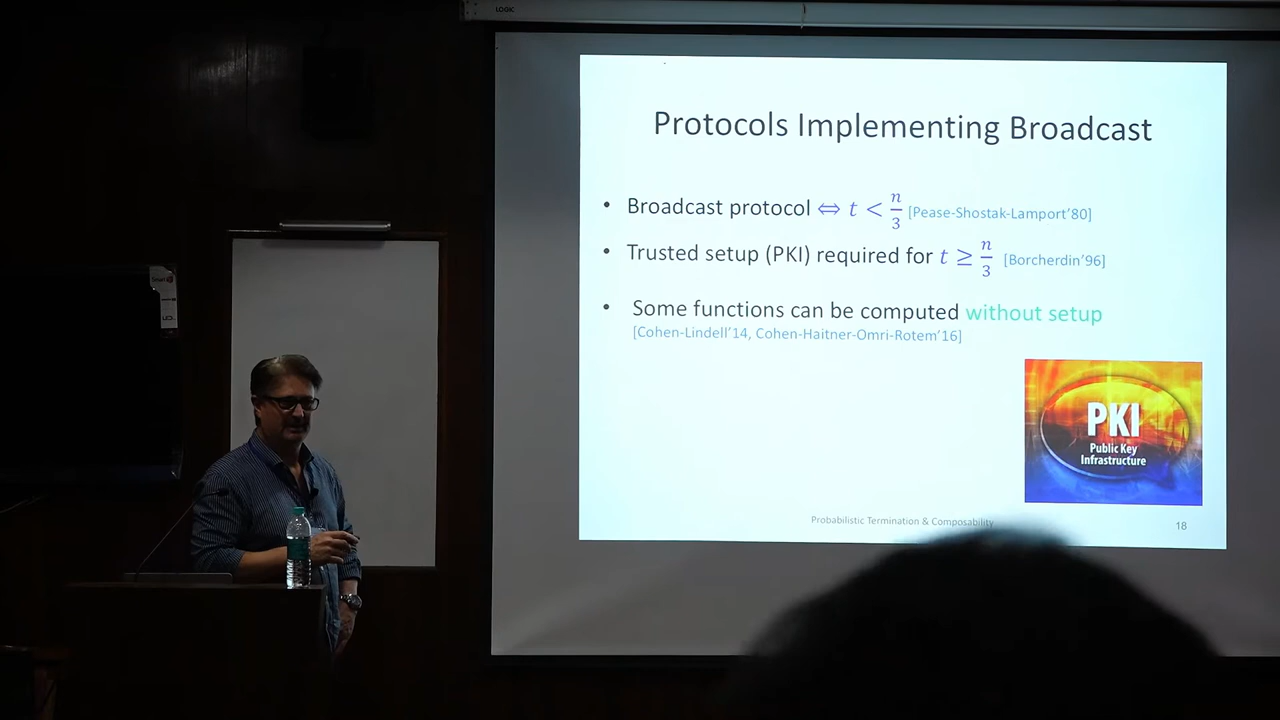 LOGIC
Protocols Implementing Broadcast
• Broadcast protocol ⇔ t < n/3 [Pease-Shostak-Lamport'80]
• Trusted setup (PKI) required for t ≥ n/3 [Borcherdin'96]
• Some functions can be computed without setup
[Cohen-Lindell'14, Cohen-Haitner-Omri-Rotem'16]
PKI
Public Key
Infrastructure
Probabilistic Termination & Composability
18